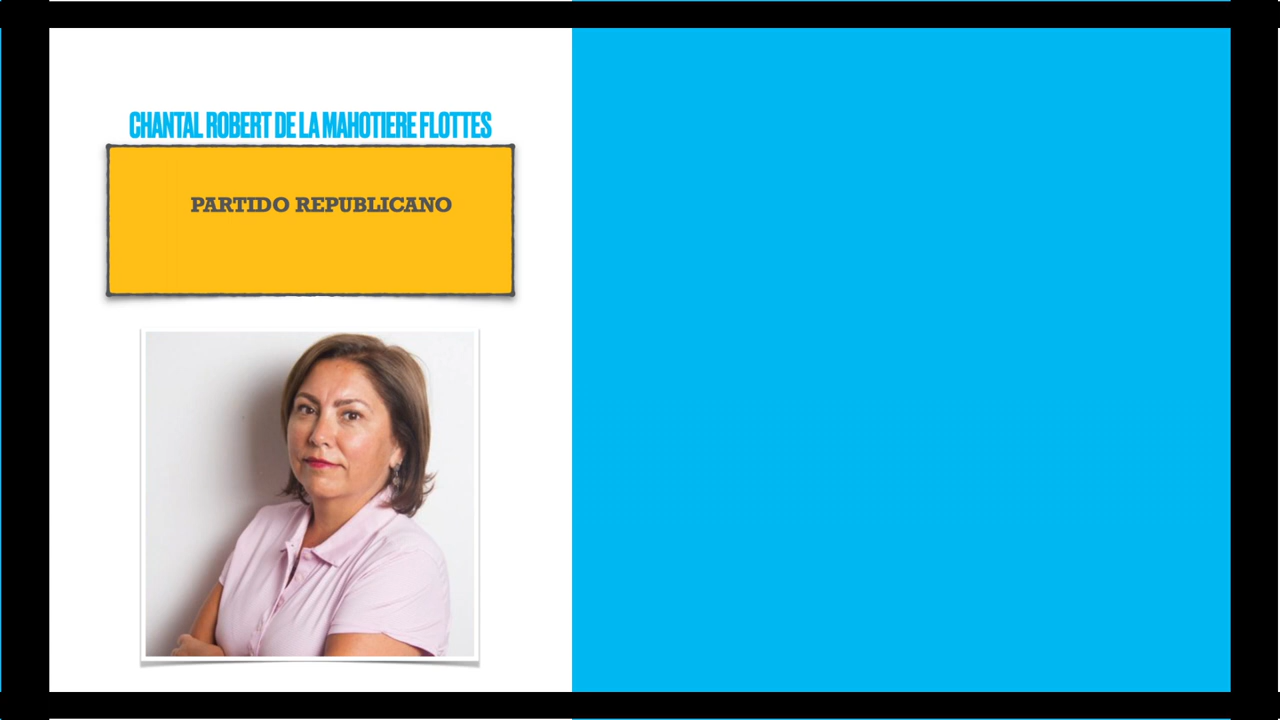 CHANTAL ROBERT DE LA MAHOTIERE FLOTTES
PARTIDO REPUBLICANO